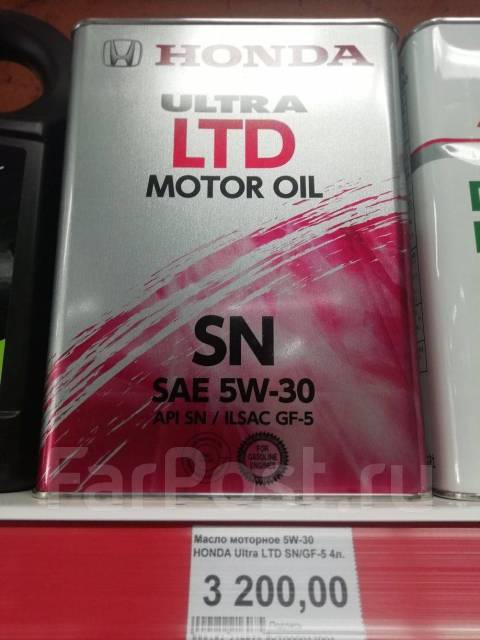 HONDA
ULTRA
LTD
MOTOR OIL
SN
SAE 5W-30
API SN / ILSAC GF-5
FOR
GASOLINE
ENGINES
FarPost.ru
Масло моторное 5W-30
HONDA Ultra LTD SN/GF-5 4л.
3 200,00